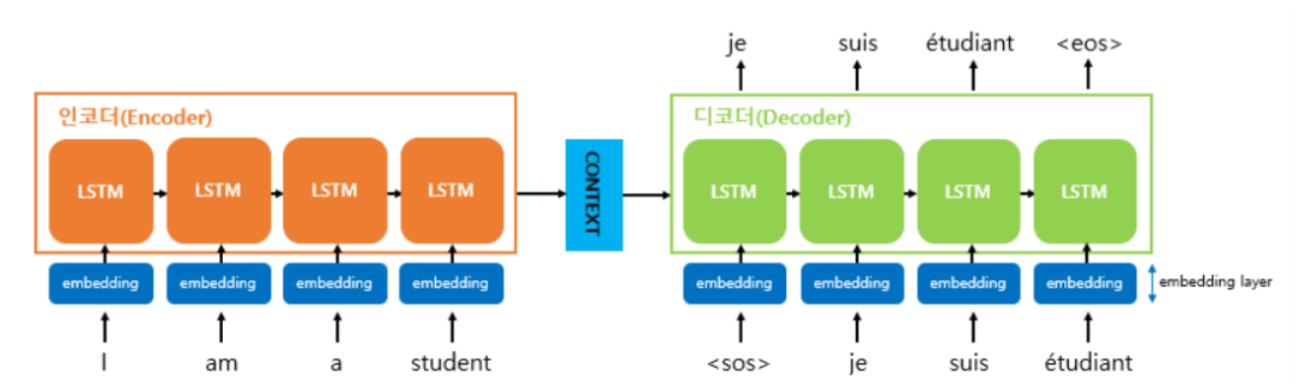 je suis étudiant <eos>
인코더(Encoder)
LSTM LSTM LSTM LSTM
CONTEXT
디코더(Decoder)
LSTM LSTM LSTM LSTM
embedding embedding embedding embedding
embedding embedding embedding embedding
embedding layer
I am a student
<sos> je suis étudiant